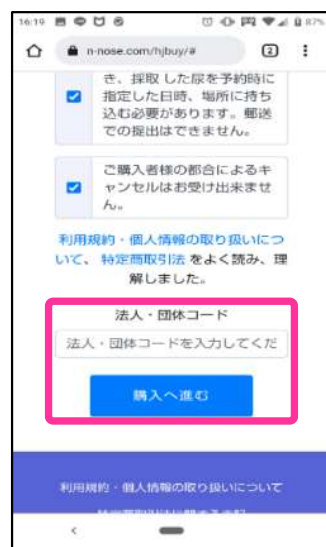 16:19
87%
n-nose.com/hjbuy/#
2
き、採取した尿を予約時に
指定した日時、場所に持ち
込む必要があります。郵送
での提出はできません。
ご購入者様の都合によるキ
ャンセルはお受け出来ませ
ん。
利用規約・個人情報の取り扱いにつ
いて、 特定商取引法 をよく読み、理
解しました。
法人・団体コード
法人・団体コードを入力してくだ
購入へ進む
利用規約・個人情報の取り扱いについて